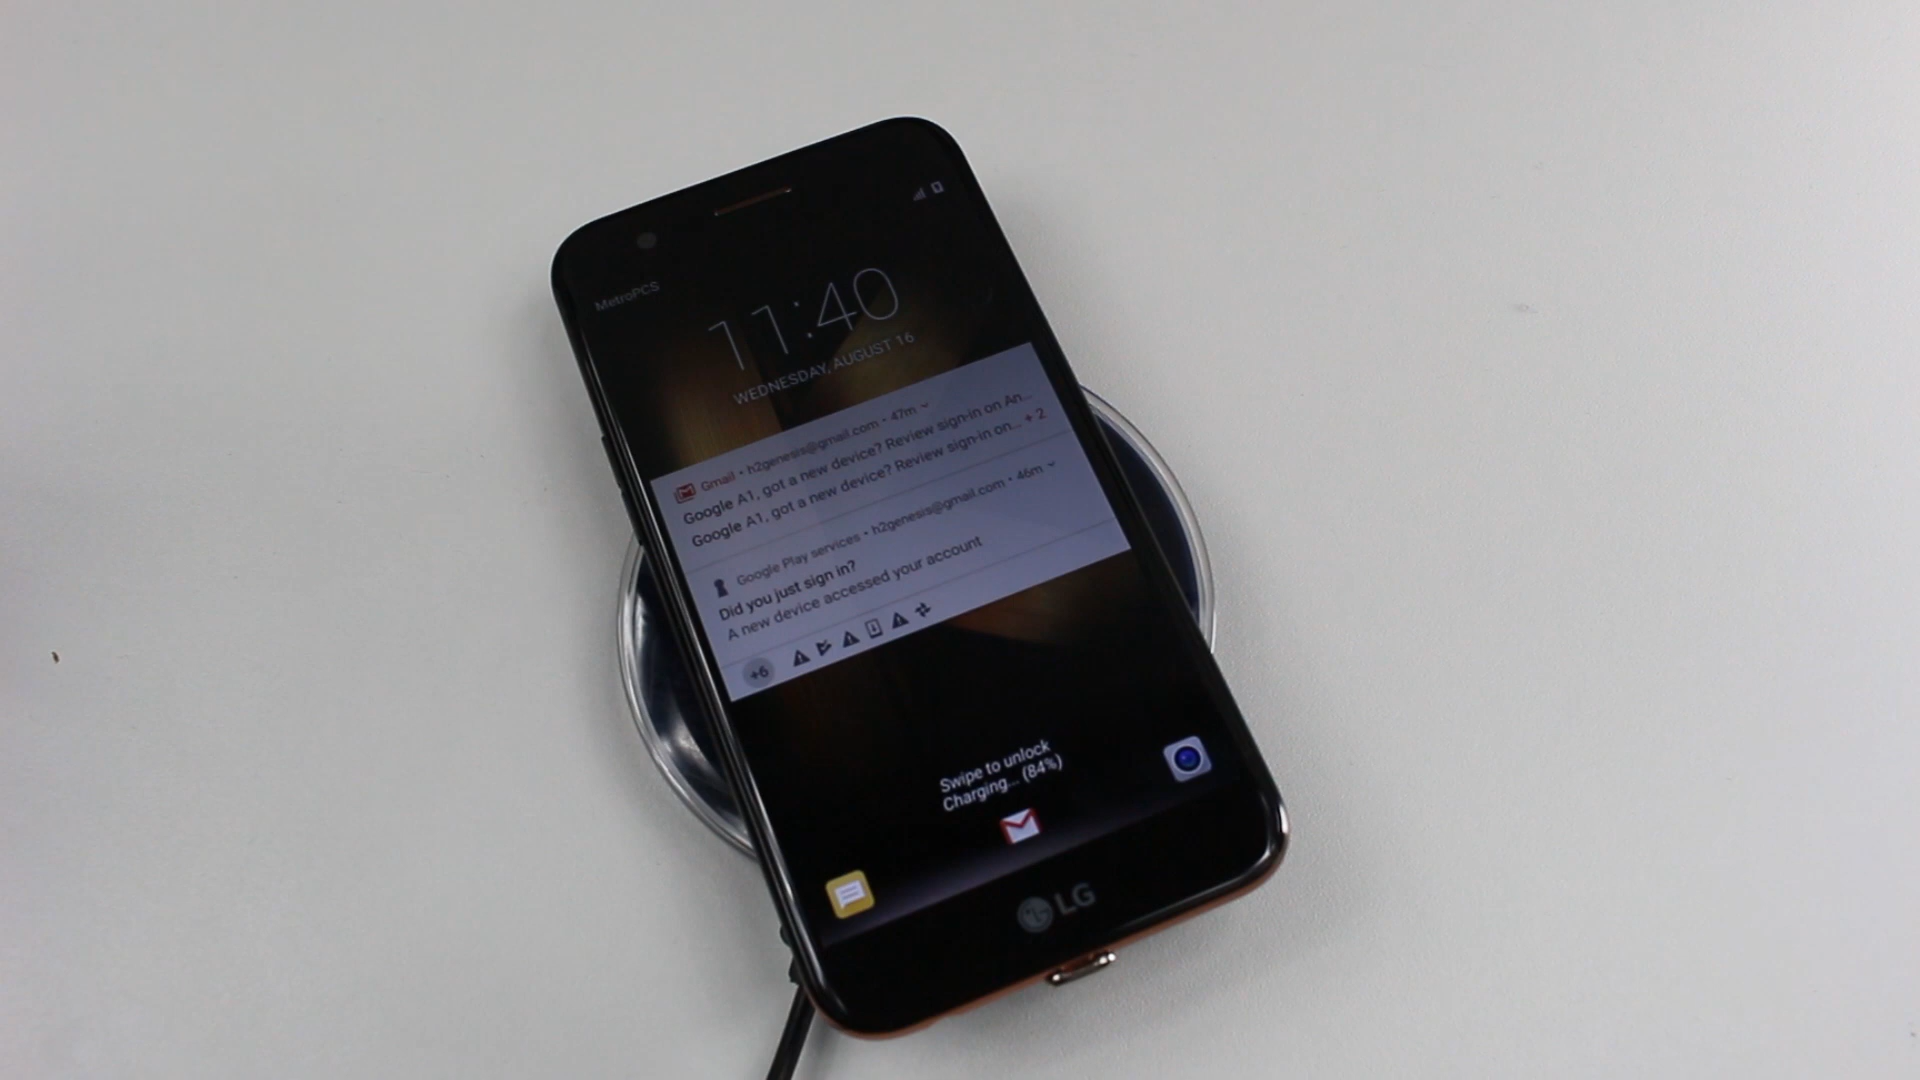 MetroPCS
11:40
WEDNESDAY, AUGUST 16
Gmail • h2genesis@gmail.com • 47m
Google A1, got a new device? Review sign-in on An...
Google A1, got a new device? Review sign-in on... + 2
Google Play services • h2genesis@gmail.com • 46m
Did you just sign in?
A new device accessed your account
+6
Swipe to unlock
Charging... (84%)
LG